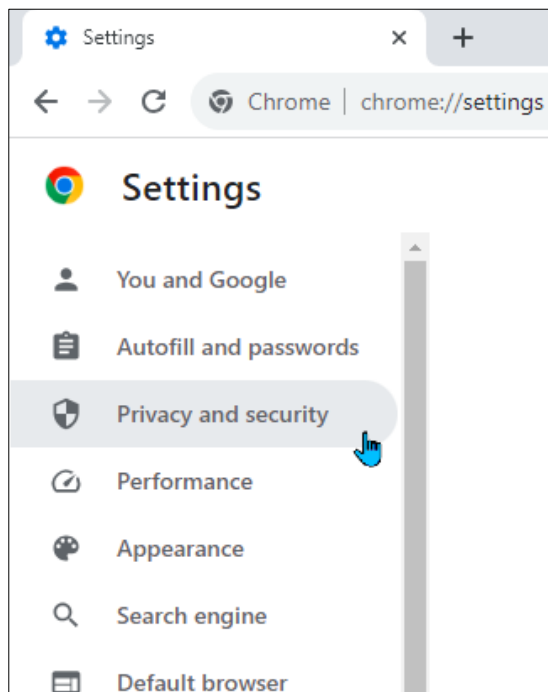 Settings
Chrome | chrome://settings
Settings
You and Google
Autofill and passwords
Privacy and security
Performance
Appearance
Search engine
Default browser